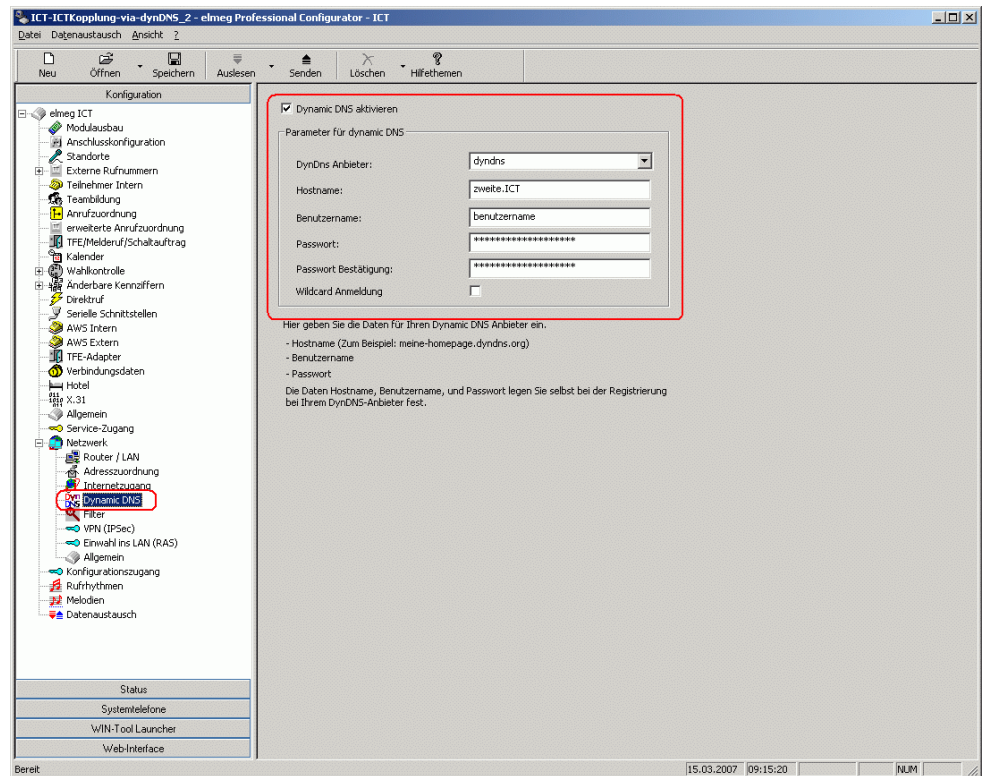 ICT-ICTKopplung-via-dynDNS_2 - elmeg Professional Configurator - ICT
Datei Datenaustausch Ansicht ?
Neu Öffnen Speichern Auslesen Senden Löschen Hilfethemen
Konfiguration
elmeg ICT
Modulausbau
Anschlusskonfiguration
Standorte
Externe Rufnummern
Teilnehmer Intern
Teambildung
Anrufzuordnung
erweiterte Anrufzuordnung
TFE/Melderuf/Schaltauftrag
Kalender
Wahlkontrolle
Änderbare Kennziffern
Direktruf
Serielle Schnittstellen
AWS Intern
AWS Extern
TFE-Adapter
Verbindungsdaten
Hotel
X.31
Allgemein
Service-Zugang
Netzwerk
Router / LAN
Adresszuordnung
Internetzugang
Dynamic DNS
Filter
VPN (IPSec)
Einwahl ins LAN (RAS)
Allgemein
Konfigurationszugang
Rufrhythmen
Melodien
Datenaustausch
Status
Systemtelefone
WIN-Tool Launcher
Web-Interface
Dynamic DNS aktivieren
Parameter für dynamic DNS
DynDns Anbieter: dyndns
Hostname: zweite.ICT
Benutzername: benutzername
Passwort: *******************
Passwort Bestätigung: *******************
Wildcard Anmeldung
Hier geben Sie die Daten für Ihren Dynamic DNS Anbieter ein.
- Hostname (Zum Beispiel: meine-homepage.dyndns.org)
- Benutzername
- Passwort
Die Daten Hostname, Benutzername, und Passwort legen Sie selbst bei der Registrierung
bei Ihrem DynDNS-Anbieter fest.
Bereit 15.03.2007 09:15:20 NUM